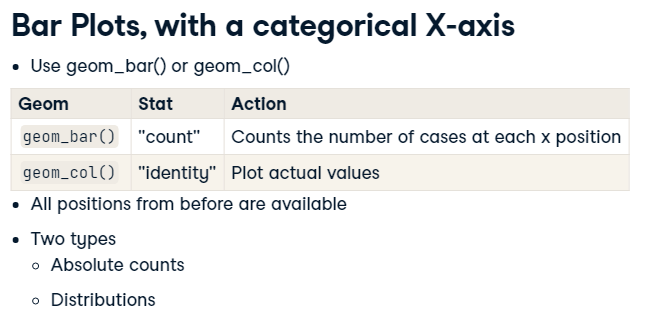 Bar Plots, with a categorical X-axis
Use geom_bar() or geom_col()
Geom Stat Action
geom_bar() "count" Counts the number of cases at each x position
geom_col() "identity" Plot actual values
All positions from before are available
Two types
Absolute counts
Distributions